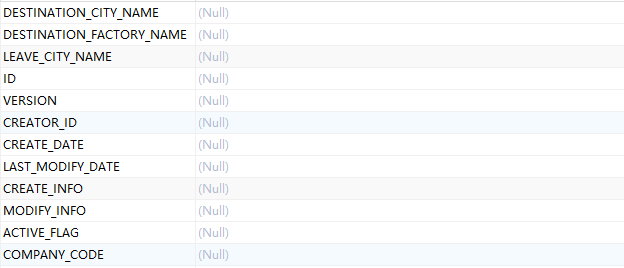 DESTINATION_CITY_NAME (Null)
DESTINATION_FACTORY_NAME (Null)
LEAVE_CITY_NAME (Null)
ID (Null)
VERSION (Null)
CREATOR_ID (Null)
CREATE_DATE (Null)
LAST_MODIFY_DATE (Null)
CREATE_INFO (Null)
MODIFY_INFO (Null)
ACTIVE_FLAG (Null)
COMPANY_CODE (Null)